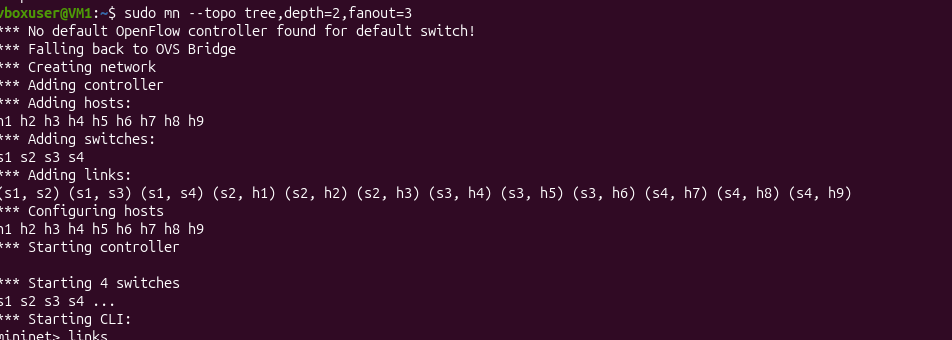 vboxuser@VM1:~$ sudo mn --topo tree,depth=2,fanout=3
*** No default OpenFlow controller found for default switch!
*** Falling back to OVS Bridge
*** Creating network
*** Adding controller
*** Adding hosts:
h1 h2 h3 h4 h5 h6 h7 h8 h9
*** Adding switches:
s1 s2 s3 s4
*** Adding links:
(s1, s2) (s1, s3) (s1, s4) (s2, h1) (s2, h2) (s2, h3) (s3, h4) (s3, h5) (s3, h6) (s4, h7) (s4, h8) (s4, h9)
*** Configuring hosts
h1 h2 h3 h4 h5 h6 h7 h8 h9
*** Starting controller
*** Starting 4 switches
s1 s2 s3 s4 ...
*** Starting CLI:
mininet> links